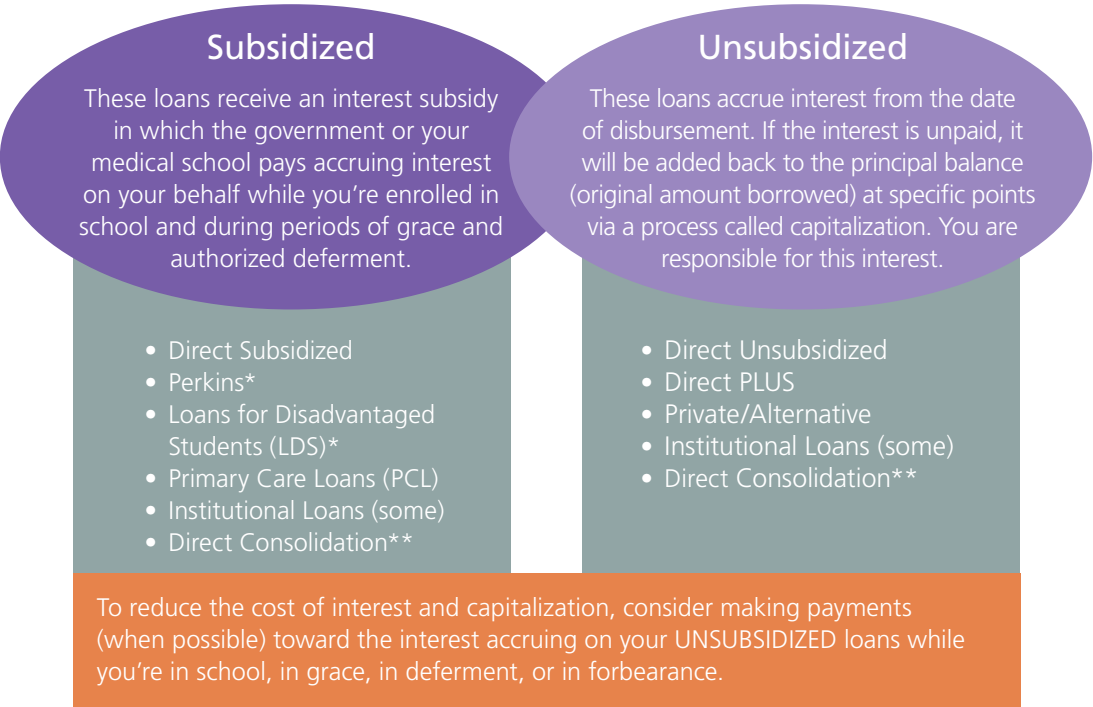 Subsidized
These loans receive an interest subsidy
in which the government or your
medical school pays accruing interest
on your behalf while you’re enrolled in
school and during periods of grace and
authorized deferment.
• Direct Subsidized
• Perkins*
• Loans for Disadvantaged
Students (LDS)*
• Primary Care Loans (PCL)
• Institutional Loans (some)
• Direct Consolidation**
Unsubsidized
These loans accrue interest from the date
of disbursement. If the interest is unpaid, it
will be added back to the principal balance
(original amount borrowed) at specific points
via a process called capitalization. You are
responsible for this interest.
• Direct Unsubsidized
• Direct PLUS
• Private/Alternative
• Institutional Loans (some)
• Direct Consolidation**
To reduce the cost of interest and capitalization, consider making payments
(when possible) toward the interest accruing on your UNSUBSIDIZED loans while
you’re in school, in grace, in deferment, or in forbearance.